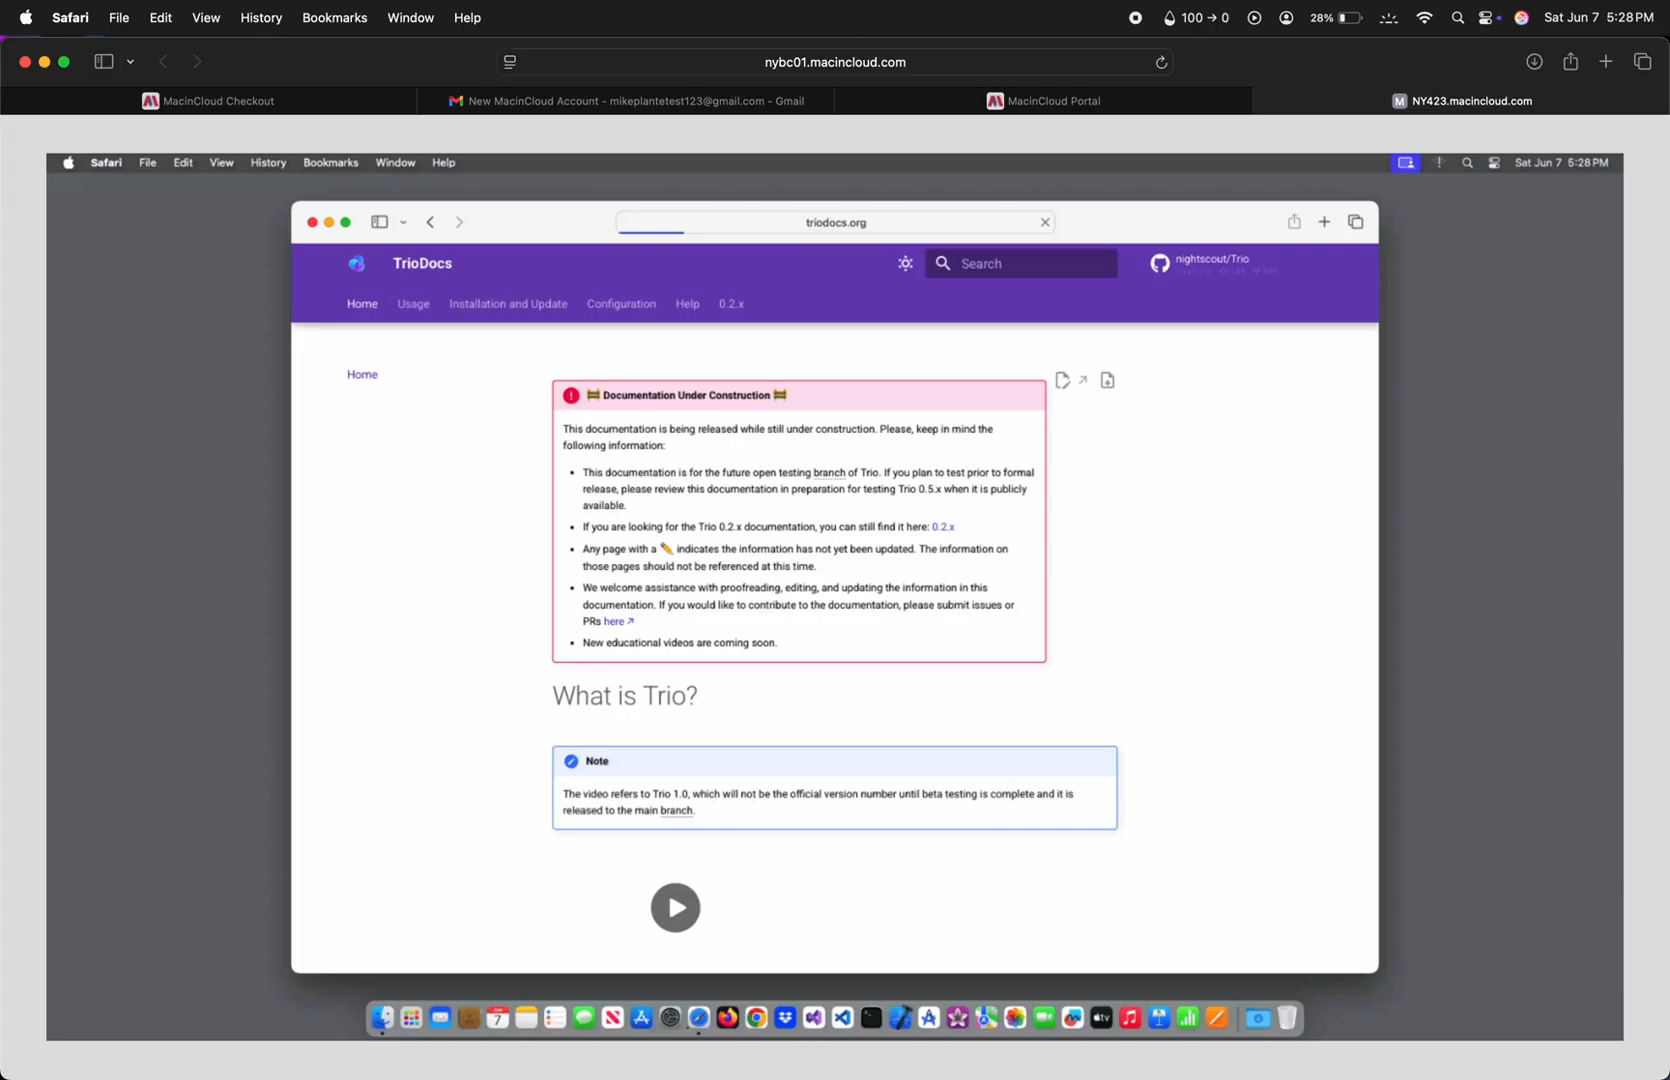 Safari File Edit View History Bookmarks Window Help 100 → 0 28% Sat Jun 7 5:28 PM
nybc01.macincloud.com
MacinCloud Checkout New MacinCloud Account - mikeplantetest123@gmail.com - Gmail MacinCloud Portal M NY423.macincloud.com
Safari File Edit View History Bookmarks Window Help Sat Jun 7 5:28 PM
triodocs.org
TrioDocs Search nightscout/Trio
Home Usage Installation and Update Configuration Help 0.2.x
Home
Documentation Under Construction
This documentation is being released while still under construction. Please, keep in mind the
following information:
• This documentation is for the future open testing branch of Trio. If you plan to test prior to formal
release, please review this documentation in preparation for testing Trio 0.5.x when it is publicly
available.
• If you are looking for the Trio 0.2.x documentation, you can still find it here: 0.2.x
• Any page with a ✏️ indicates the information has not yet been updated. The information on
those pages should not be referenced at this time.
• We welcome assistance with proofreading, editing, and updating the information in this
documentation. If you would like to contribute to the documentation, please submit issues or
PRs here ↗
• New educational videos are coming soon.
What is Trio?
Note
The video refers to Trio 1.0, which will not be the official version number until beta testing is complete and it is
released to the main branch.
7
tv